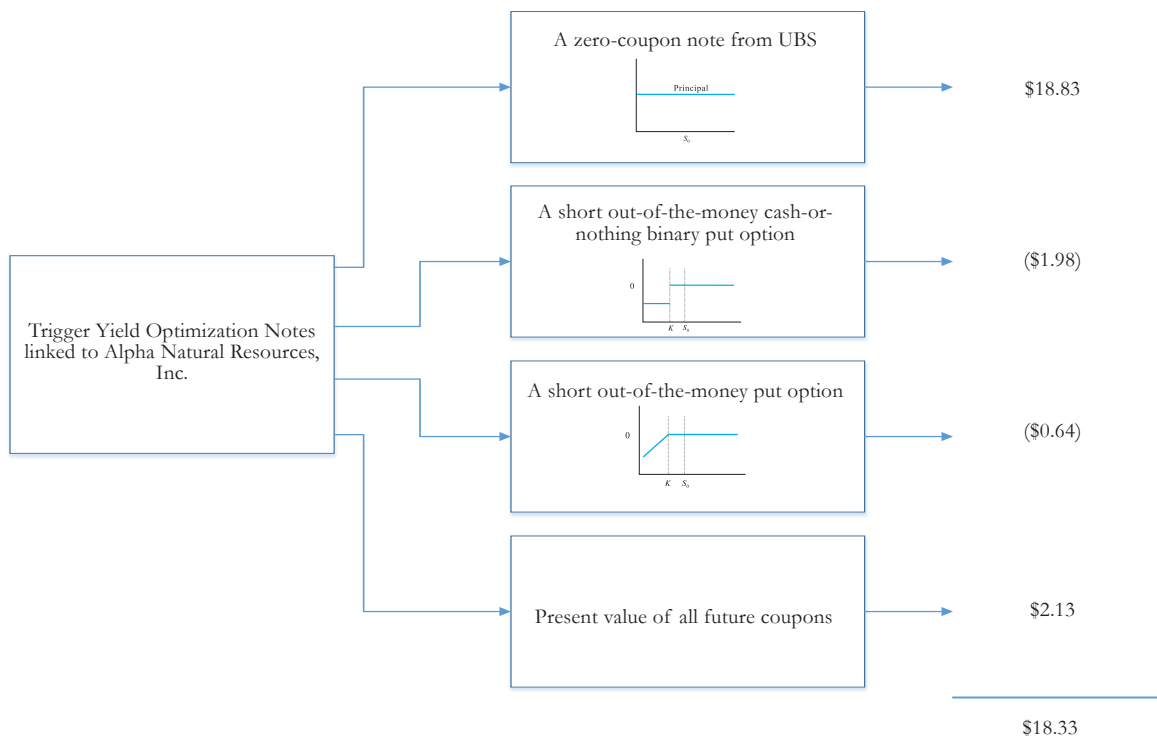 A zero-coupon note from UBS
Principal
S₀
$18.83
A short out-of-the-money cash-or-
nothing binary put option
0
K
S₀
($1.98)
Trigger Yield Optimization Notes
linked to Alpha Natural Resources,
Inc.
A short out-of-the-money put option
0
K
S₀
($0.64)
Present value of all future coupons
$2.13
$18.33